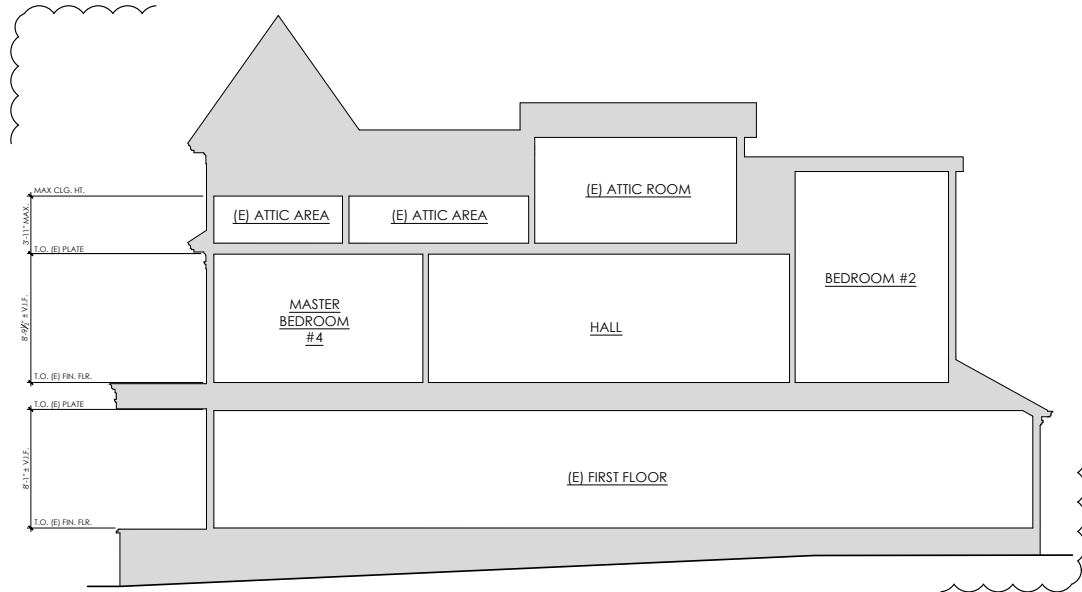 MAX CLG. HT.
3'-11" MAX.
(E) ATTIC AREA
(E) ATTIC AREA
(E) ATTIC ROOM
T.O. (E) PLATE
8'-9½" ± V.I.F.
MASTER
BEDROOM
#4
HALL
BEDROOM #2
T.O. (E) FIN. FLR.
T.O. (E) PLATE
8'-1" ± V.I.F.
(E) FIRST FLOOR
T.O. (E) FIN. FLR.